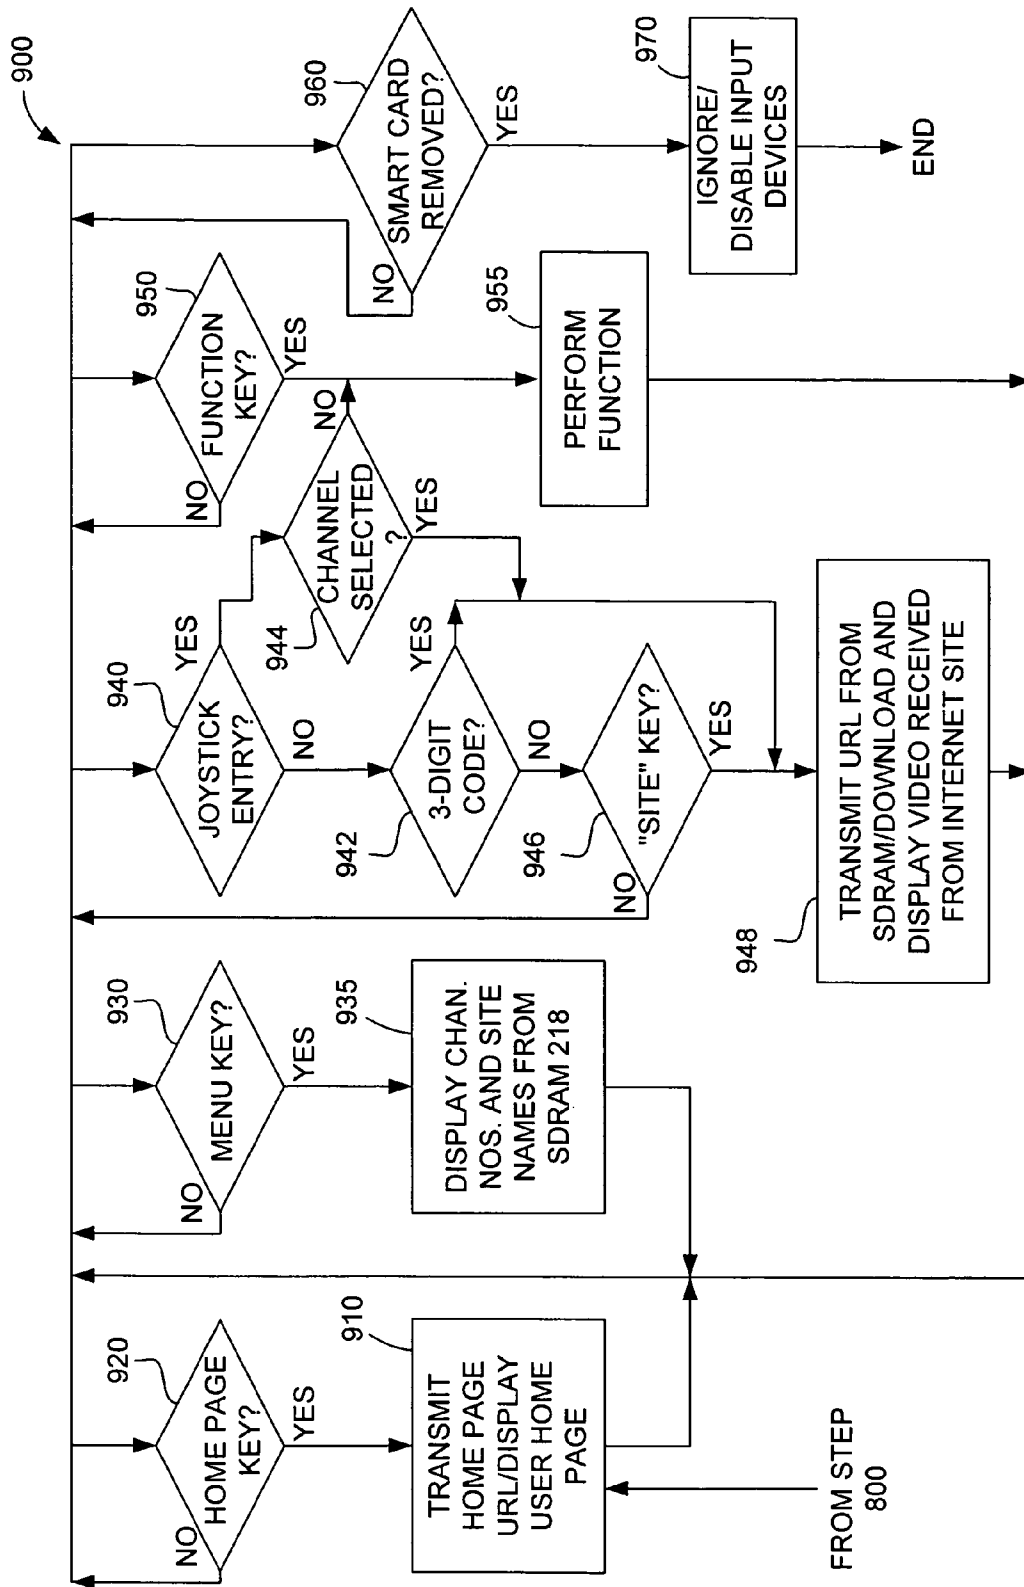 900
920
HOME PAGE
KEY?
NO
YES
910
TRANSMIT
HOME PAGE
URL/DISPLAY
USER HOME
PAGE
FROM STEP
800
930
MENU KEY?
NO
YES
935
DISPLAY CHAN.
NOS. AND SITE
NAMES FROM
SDRAM 218
940
JOYSTICK
ENTRY?
YES
NO
942
3-DIGIT
CODE?
YES
NO
944
CHANNEL
SELECTED
?
NO
YES
946
"SITE" KEY?
NO
YES
948
TRANSMIT URL FROM
SDRAM/DOWNLOAD AND
DISPLAY VIDEO RECEIVED
FROM INTERNET SITE
950
FUNCTION
KEY?
NO
YES
955
PERFORM
FUNCTION
960
SMART CARD
REMOVED?
NO
YES
970
IGNORE/
DISABLE INPUT
DEVICES
END